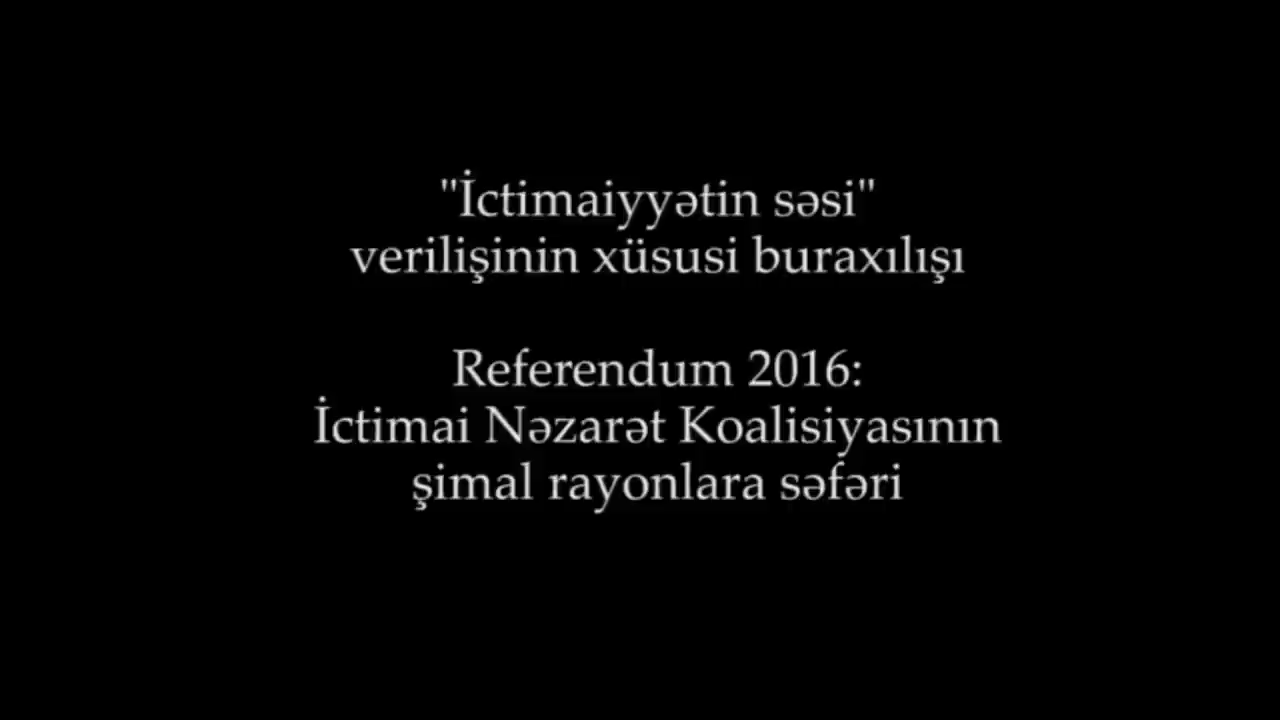 "İctimaiyyətin səsi"
verilişinin xüsusi buraxılışı
Referendum 2016:
İctimai Nəzarət Koalisiyasının
şimal rayonlara səfəri